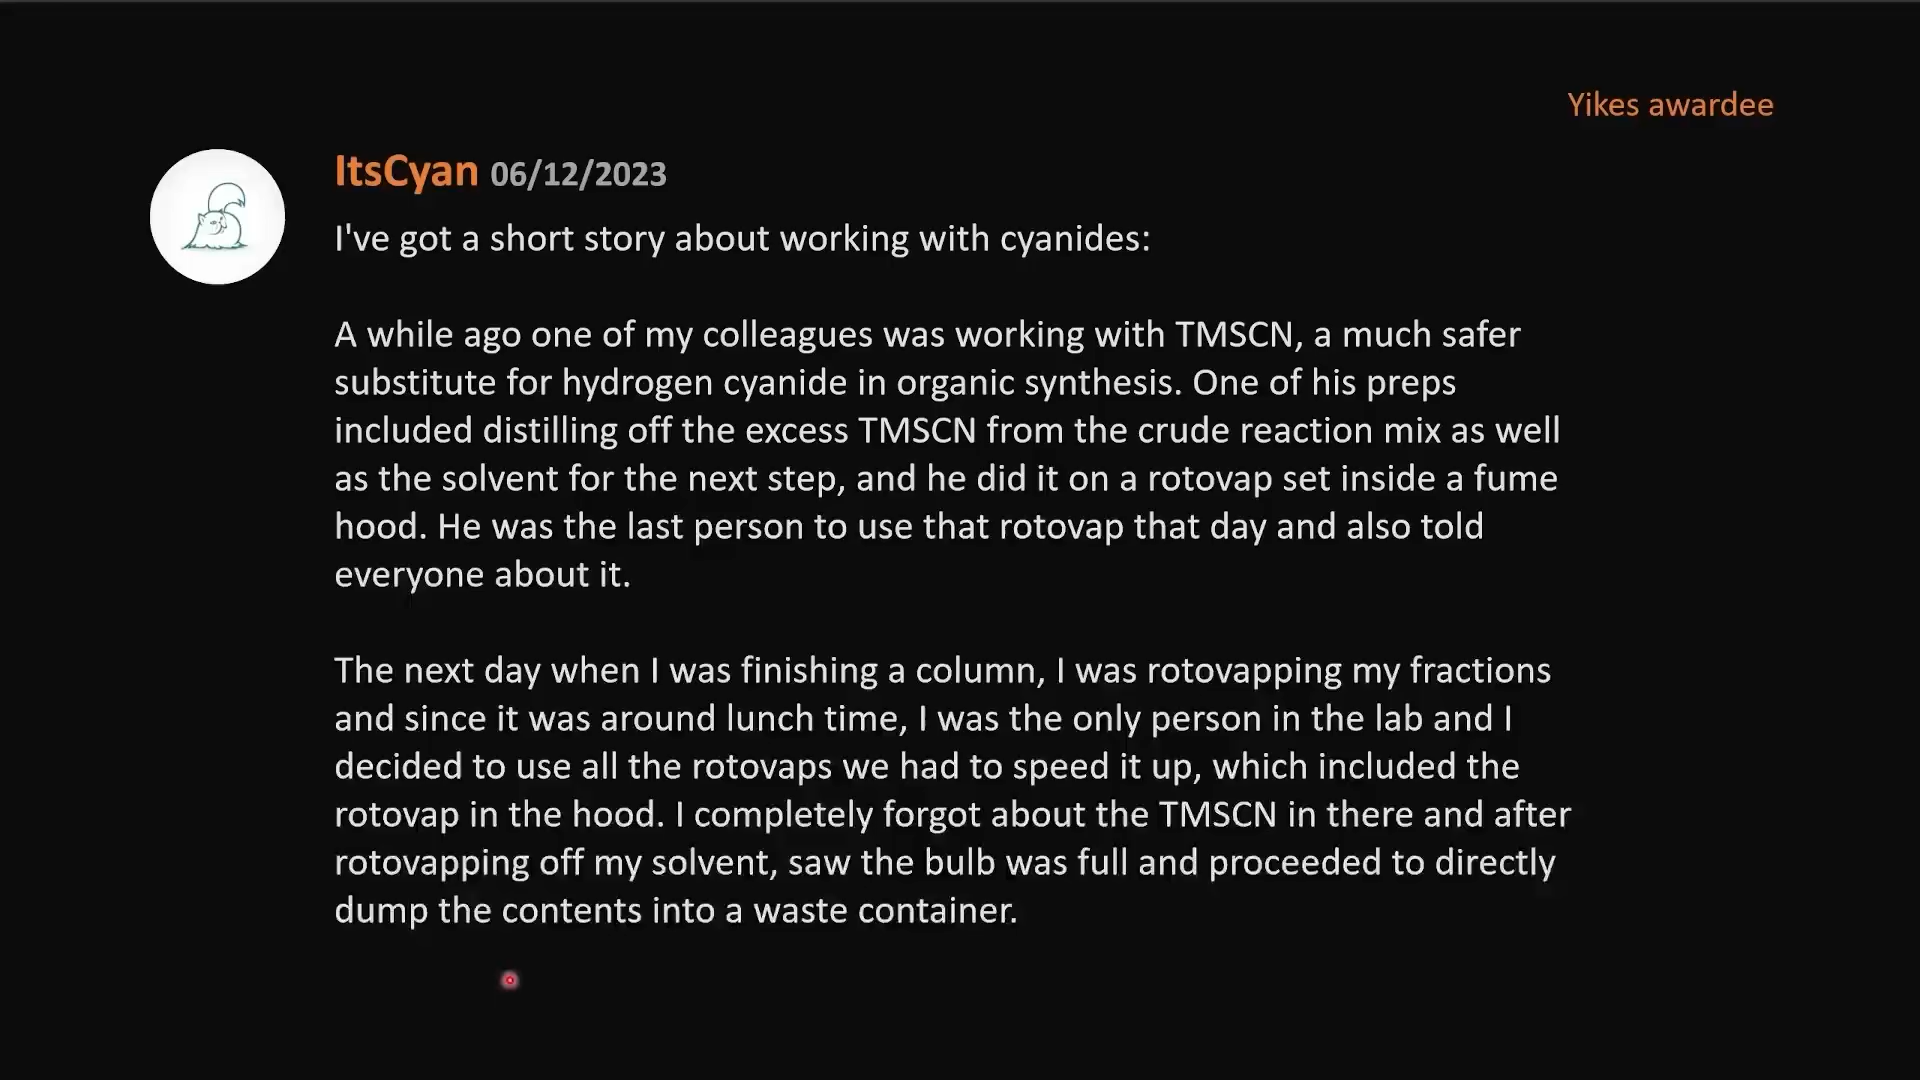 Yikes awardee
ItsCyan 06/12/2023
I've got a short story about working with cyanides:
A while ago one of my colleagues was working with TMSCN, a much safer
substitute for hydrogen cyanide in organic synthesis. One of his preps
included distilling off the excess TMSCN from the crude reaction mix as well
as the solvent for the next step, and he did it on a rotovap set inside a fume
hood. He was the last person to use that rotovap that day and also told
everyone about it.
The next day when I was finishing a column, I was rotovapping my fractions
and since it was around lunch time, I was the only person in the lab and I
decided to use all the rotovaps we had to speed it up, which included the
rotovap in the hood. I completely forgot about the TMSCN in there and after
rotovapping off my solvent, saw the bulb was full and proceeded to directly
dump the contents into a waste container.